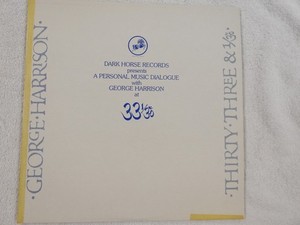 ·GEORGE·HARRISON·
DARK HORSE RECORDS
presents
A PERSONAL MUSIC DIALOGUE
with
GEORGE HARRISON
at
33⅓
·THIRTY·THREE & ⅓·